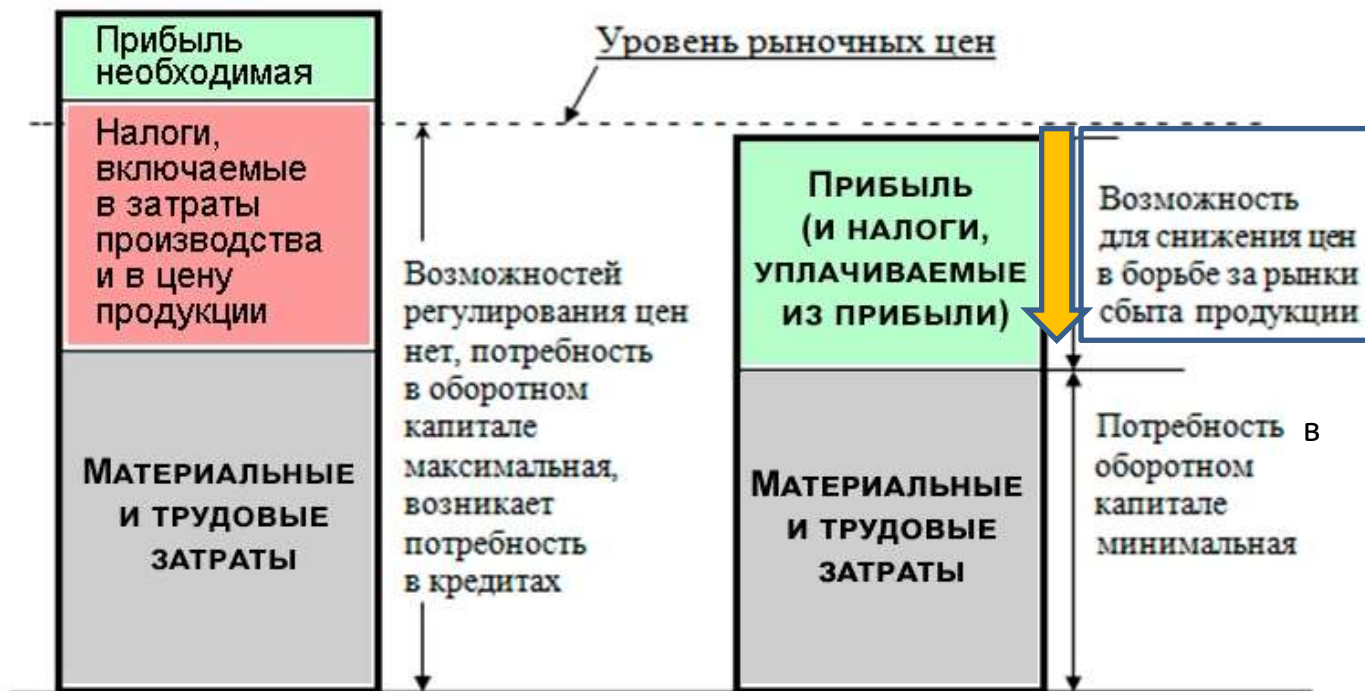 Прибыль
необходимая
Уровень рыночных цен
Налоги,
включаемые
в затраты
производства
и в цену
продукции
МАТЕРИАЛЬНЫЕ
И ТРУДОВЫЕ
ЗАТРАТЫ
Возможностей
регулирования цен
нет, потребность
в оборотном
капитале
максимальная,
возникает
потребность
в кредитах
ПРИБЫЛЬ
(И НАЛОГИ,
УПЛАЧИВАЕМЫЕ
ИЗ ПРИБЫЛИ)
МАТЕРИАЛЬНЫЕ
И ТРУДОВЫЕ
ЗАТРАТЫ
Возможность
для снижения цен
в борьбе за рынки
сбыта продукции
Потребность в
оборотном
капитале
минимальная